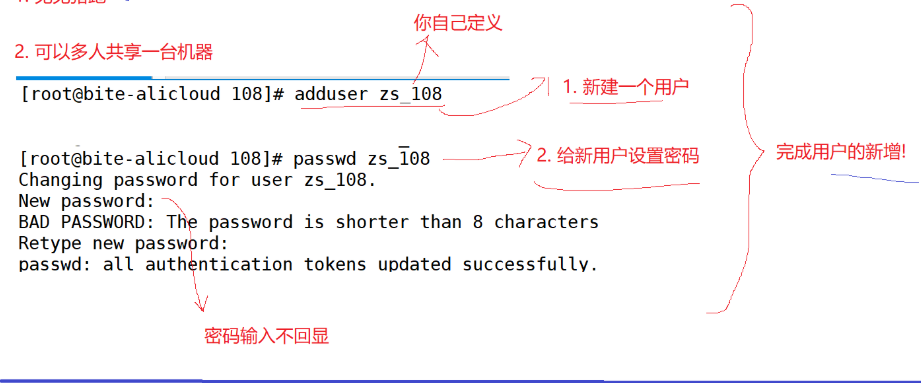 你自己定义
2. 可以多人共享一台机器
[root@bite-alicloud 108]# adduser zs_108
1. 新建一个用户
[root@bite-alicloud 108]# passwd zs_108
2. 给新用户设置密码
完成用户的新增!
Changing password for user zs_108.
New password:
BAD PASSWORD: The password is shorter than 8 characters
Retype new password:
passwd: all authentication tokens updated successfully.
密码输入不回显